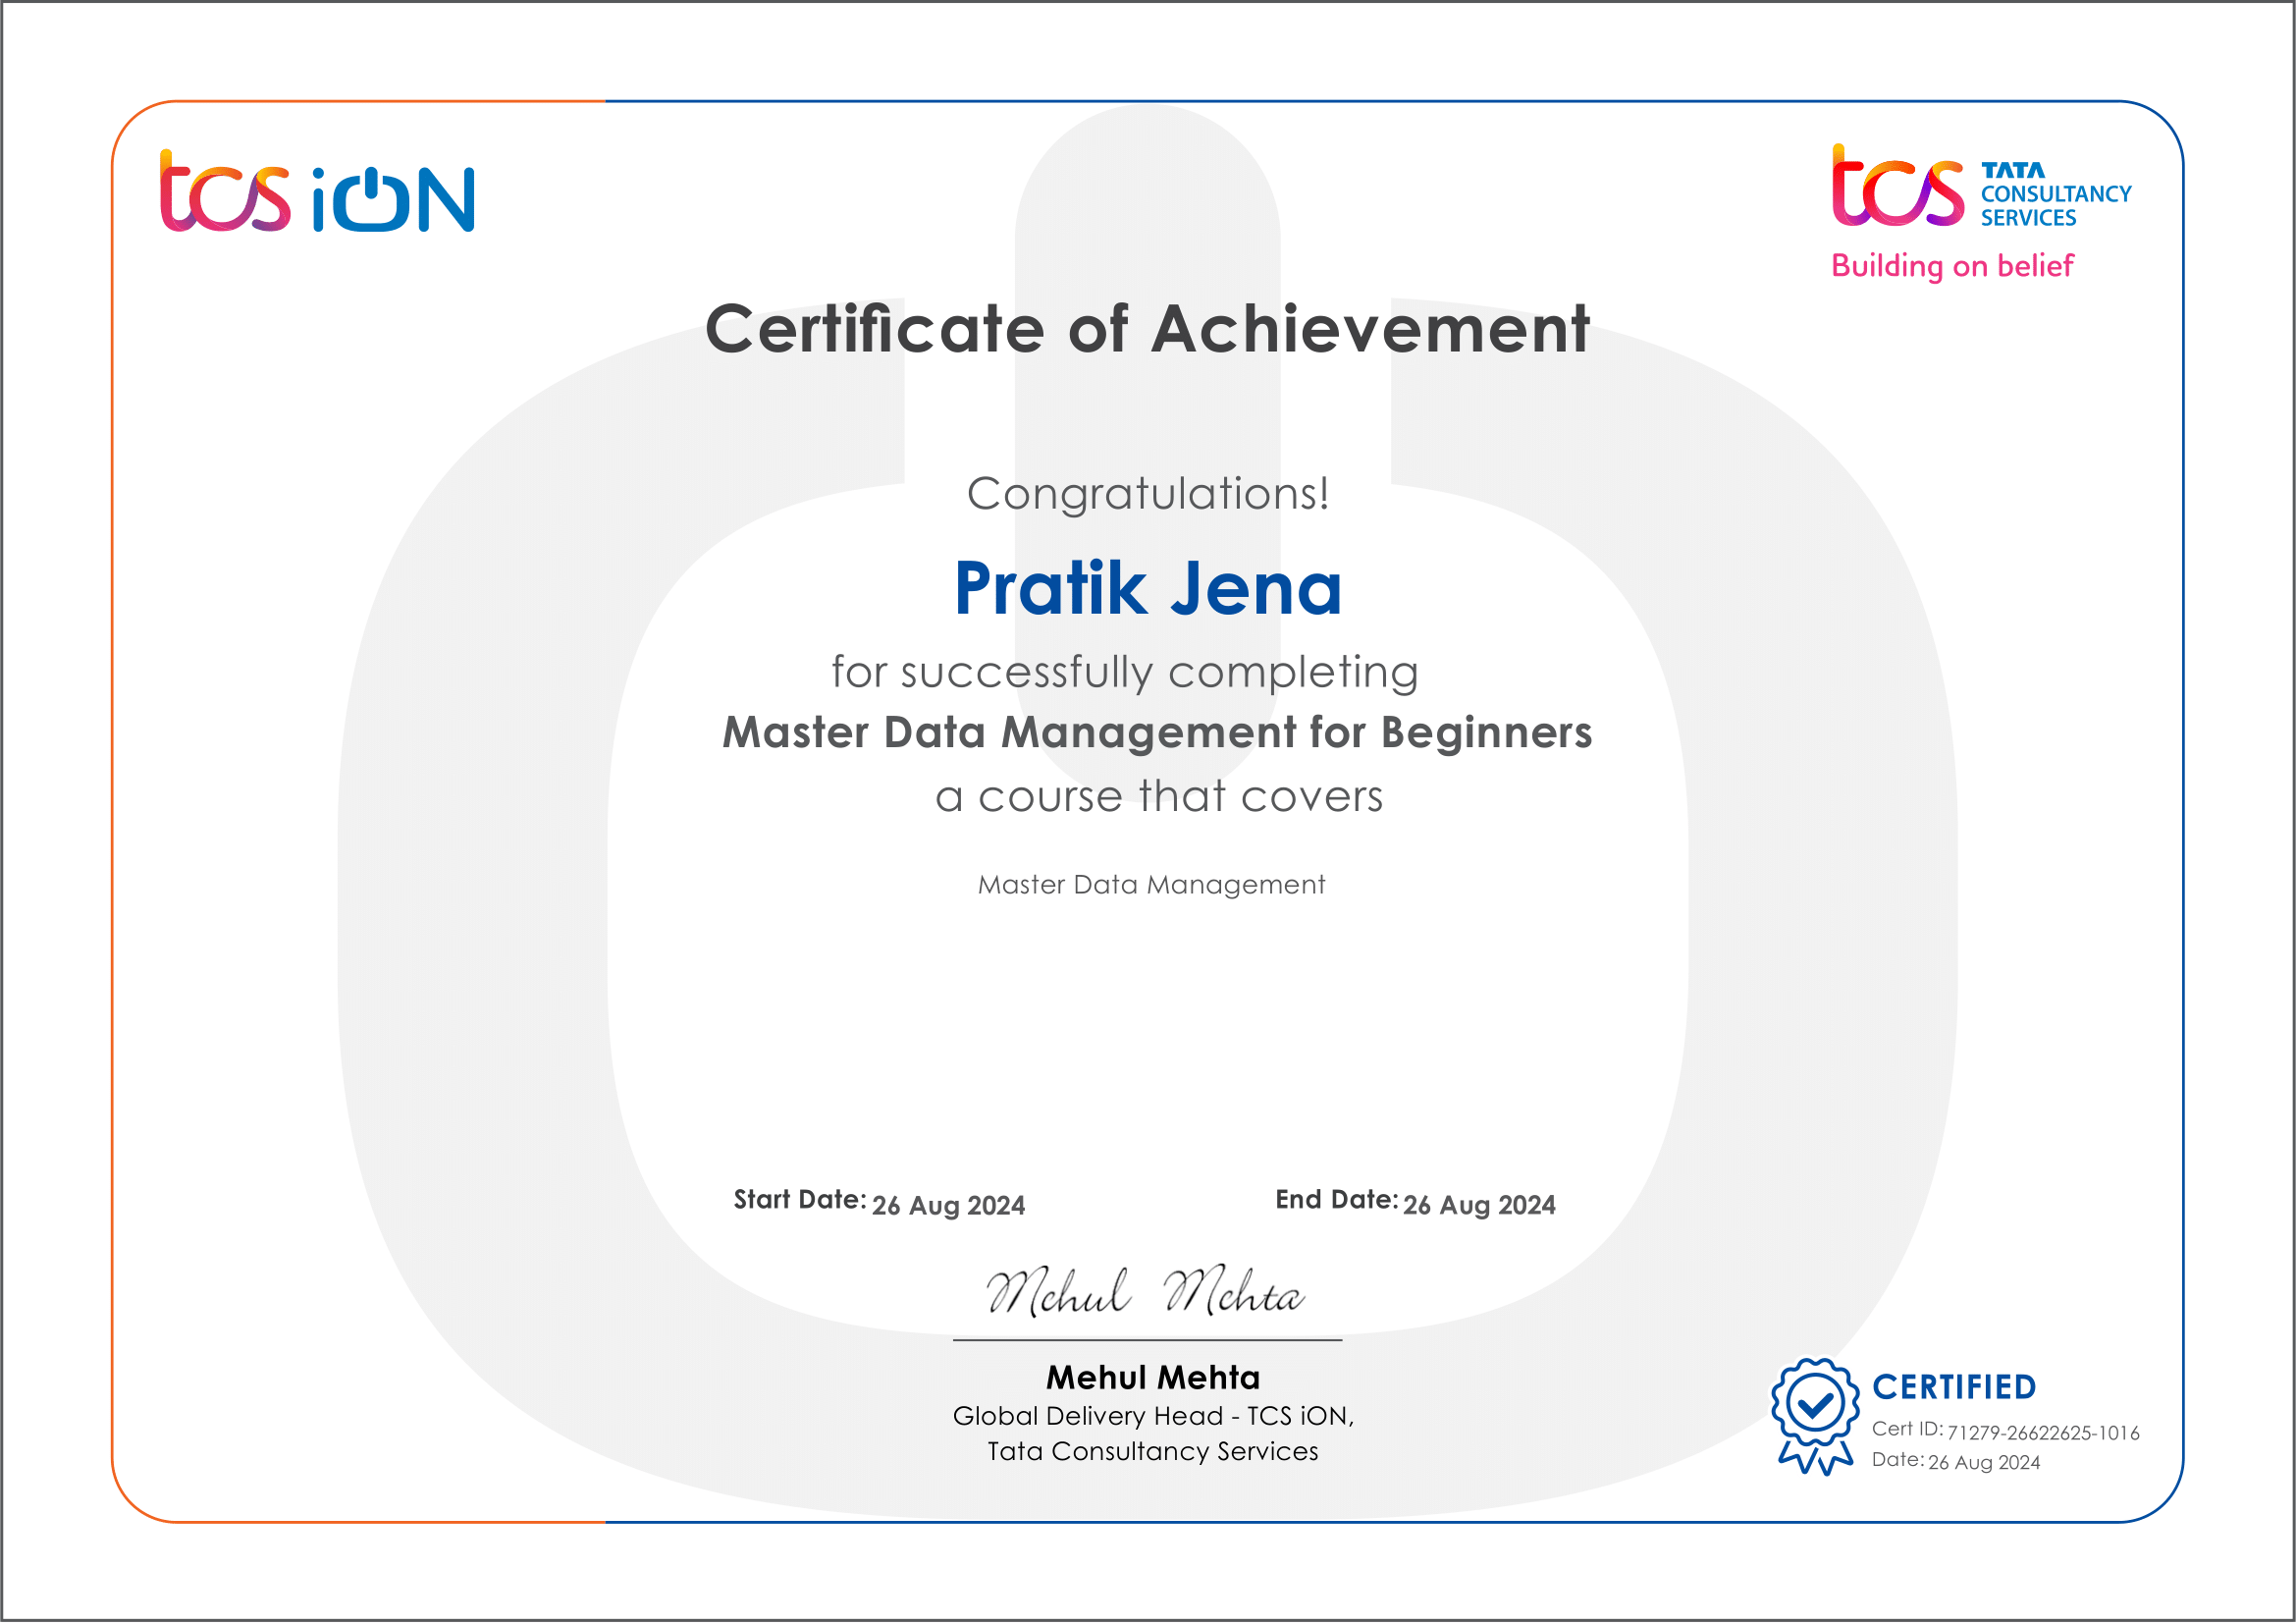 tcs iON
tcs TATA
CONSULTANCY
SERVICES
Building on belief
Certificate of Achievement
Congratulations!
Pratik Jena
for successfully completing
Master Data Management for Beginners
a course that covers
Master Data Management
Start Date: 26 Aug 2024
End Date: 26 Aug 2024
Mehul Mehta
Mehul Mehta
Global Delivery Head - TCS iON,
Tata Consultancy Services
CERTIFIED
Cert ID: 71279-26622625-1016
Date: 26 Aug 2024